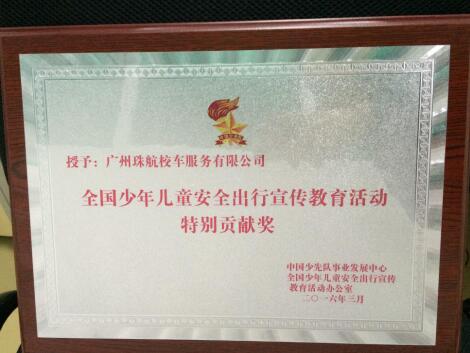 授予：广州珠航校车服务有限公司
全国少年儿童安全出行宣传教育活动
特别贡献奖
中国少先队事业发展中心
全国少年儿童安全出行宣传
教育活动办公室
二〇一六年三月